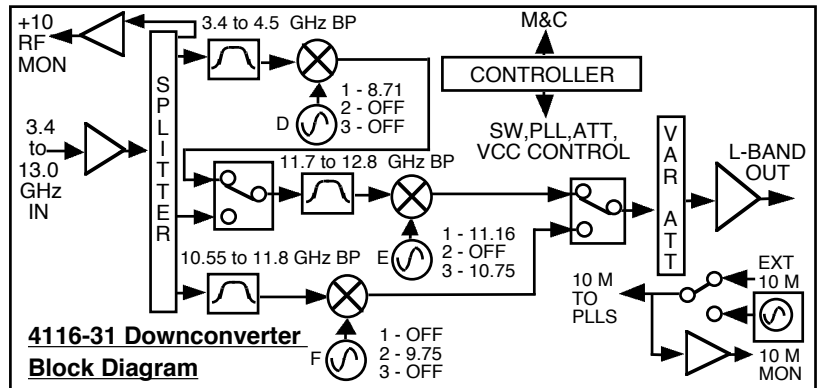 +10
RF
MON
3.4 to 4.5 GHz BP
M&C
CONTROLLER
SW,PLL,ATT,
VCC CONTROL
SPLITTER
D
1 - 8.71
2 - OFF
3 - OFF
3.4
to
13.0
GHz
IN
11.7 to 12.8 GHz BP
VAR ATT
L-BAND
OUT
E
1 - 11.16
2 - OFF
3 - 10.75
10.55 to 11.8 GHz BP
F
1 - OFF
2 - 9.75
3 - OFF
10 M
TO
PLLS
EXT
10 M
10 M
MON
4116-31 Downconverter
Block Diagram